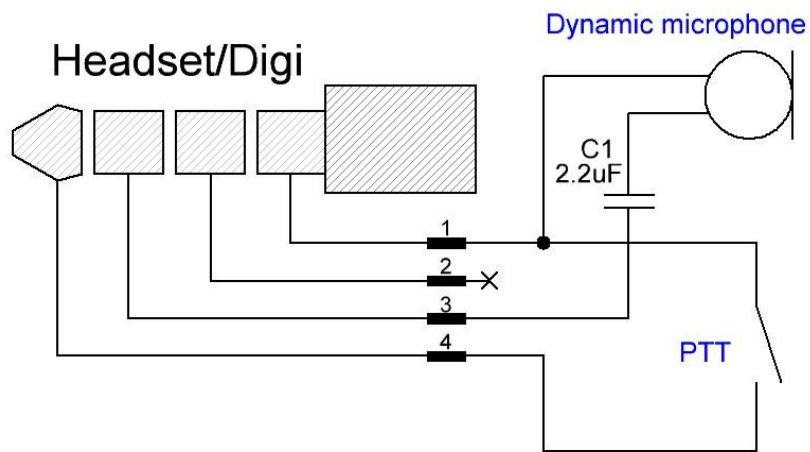 Dynamic microphone
Headset/Digi
C1
2.2uF
1
2
3
4
PTT